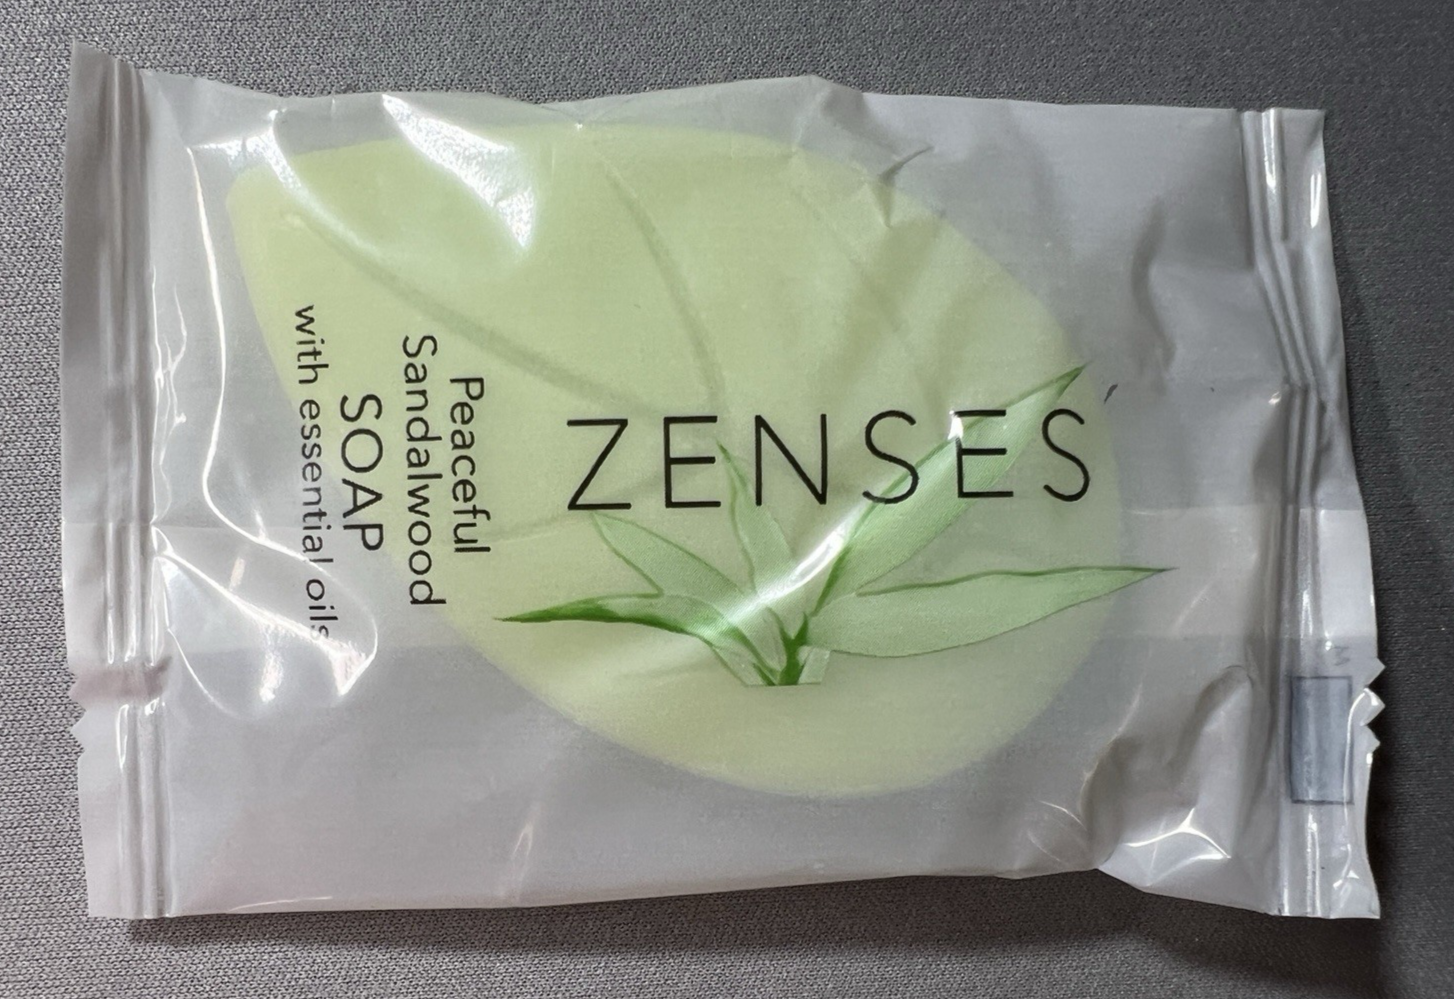 ZENSES
Peaceful
Sandalwood
SOAP
with essential oils